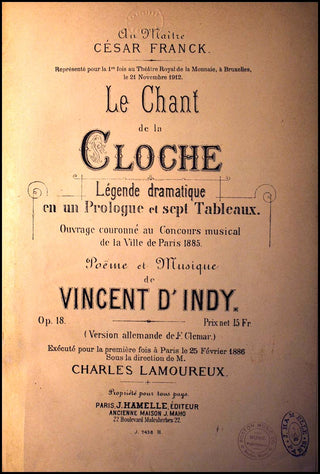 Au Maître
CÉSAR FRANCK.
Représenté pour la 1re fois au Théâtre Royal de la Monnaie, à Bruxelles,
le 21 Novembre 1912.
Le Chant
de la
CLOCHE
Légende dramatique
en un Prologue et sept Tableaux.
Ouvrage couronné au Concours musical
de la Ville de Paris 1885.
Poëme et Musique
de
VINCENT D'INDY.
Op. 18.
Prix net 15 Fr
(Version allemande de F. Clemar.)
Exécuté pour la première fois à Paris le 25 Février 1886
Sous la direction de M.
CHARLES LAMOUREUX.
Propriété pour tous pays.
PARIS J. HAMELLE, ÉDITEUR
ANCIENNE MAISON J. MAHO
22 Boulevard Malesherbes 22.
J. 2458 H.